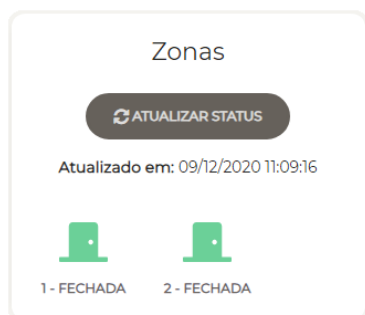 Zonas
ATUALIZAR STATUS
Atualizado em: 09/12/2020 11:09:16
1 - FECHADA 2 - FECHADA